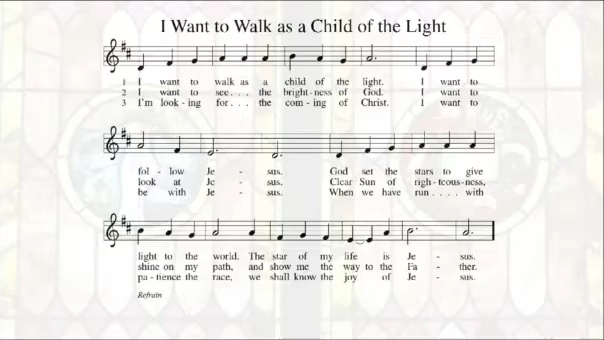 I Want to Walk as a Child of the Light
1 I want to walk as a child of the light. I want to
2 I want to see . . . the bright - ness of God. I want to
3 I'm look - ing for . . . the com - ing of Christ. I want to
fol - low Je - sus. God set the stars to give
look at Je - sus. Clear Sun of right - teous - ness,
be with Je - sus. When we have run . . . . with
light to the world. The star of my life is Je - sus.
shine on my path, and show me the way to the Fa - ther.
pa - tience the race, we shall know the joy of Je - sus.
Refrain